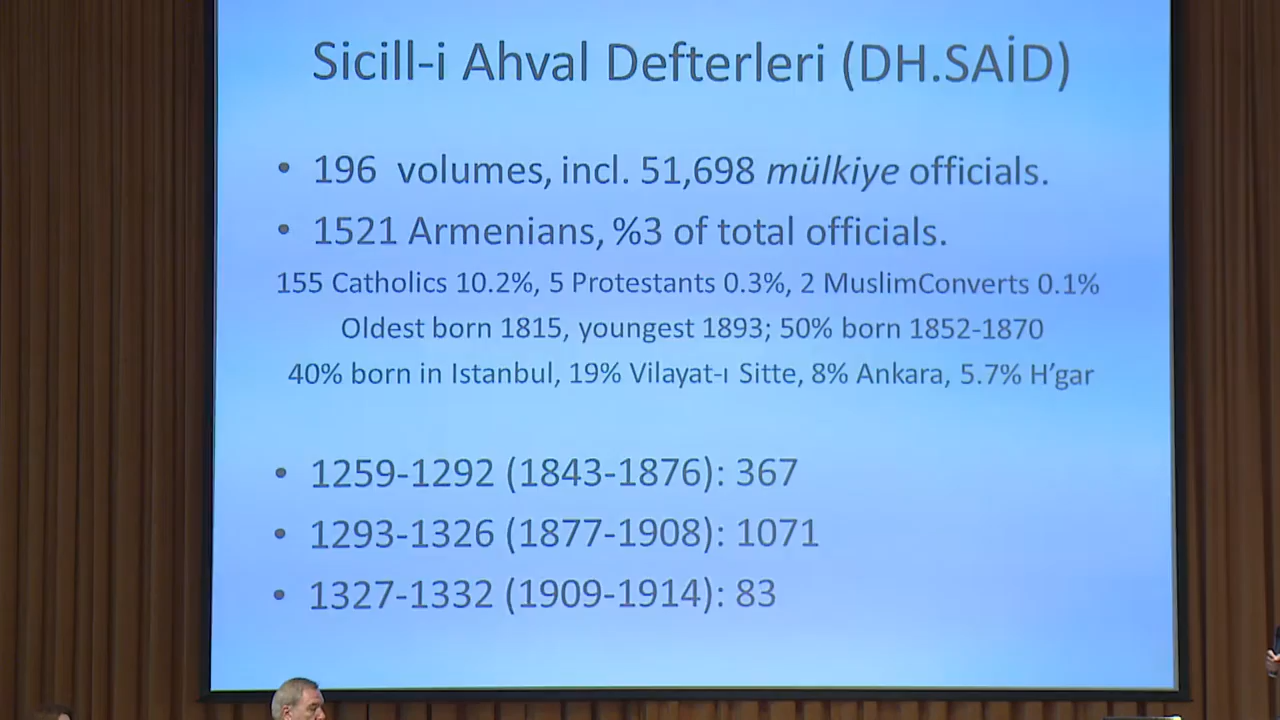 Sicill-i Ahval Defterleri (DH.SAİD)
• 196 volumes, incl. 51,698 mülkiye officials.
• 1521 Armenians, %3 of total officials.
155 Catholics 10.2%, 5 Protestants 0.3%, 2 MuslimConverts 0.1%
Oldest born 1815, youngest 1893; 50% born 1852-1870
40% born in Istanbul, 19% Vilayat-ı Sitte, 8% Ankara, 5.7% H'gar
• 1259-1292 (1843-1876): 367
• 1293-1326 (1877-1908): 1071
• 1327-1332 (1909-1914): 83